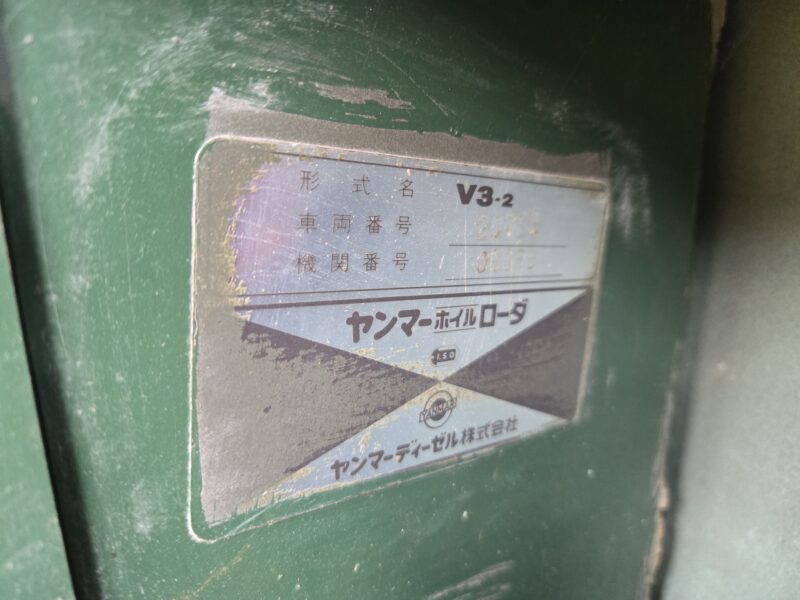 形式名 V3-2
車両番号
機関番号
ヤンマーホイルローダ
I.S.O
YANMAR
ヤンマーディーゼル株式会社